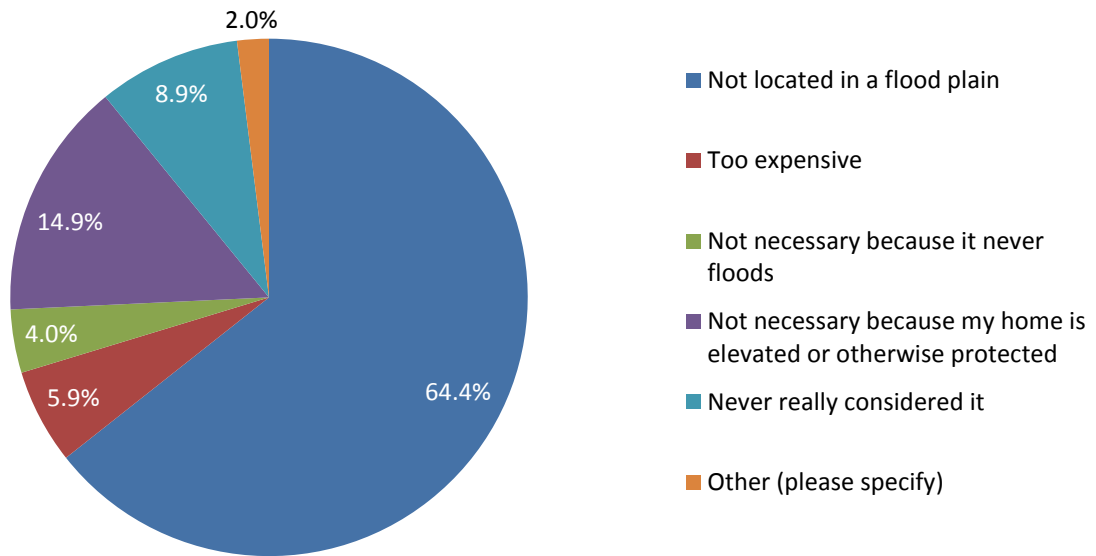 2.0%
8.9%
14.9%
4.0%
5.9%
64.4%
Not located in a flood plain
Too expensive
Not necessary because it never
floods
Not necessary because my home is
elevated or otherwise protected
Never really considered it
Other (please specify)